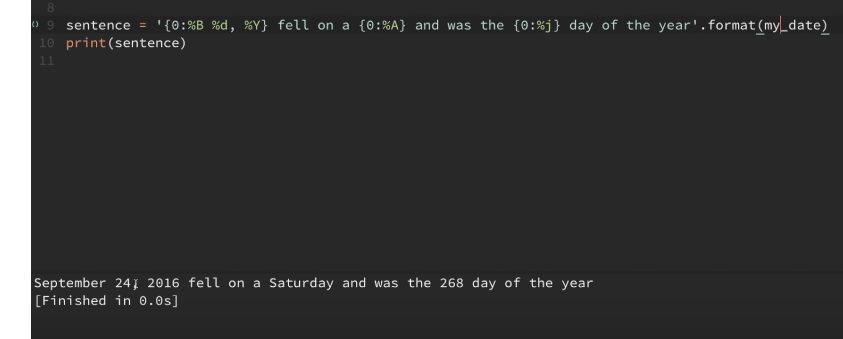 8
9 sentence = '{0:%B %d, %Y} fell on a {0:%A} and was the {0:%j} day of the year'.format(my_date)
10 print(sentence)
11
September 24, 2016 fell on a Saturday and was the 268 day of the year
[Finished in 0.0s]